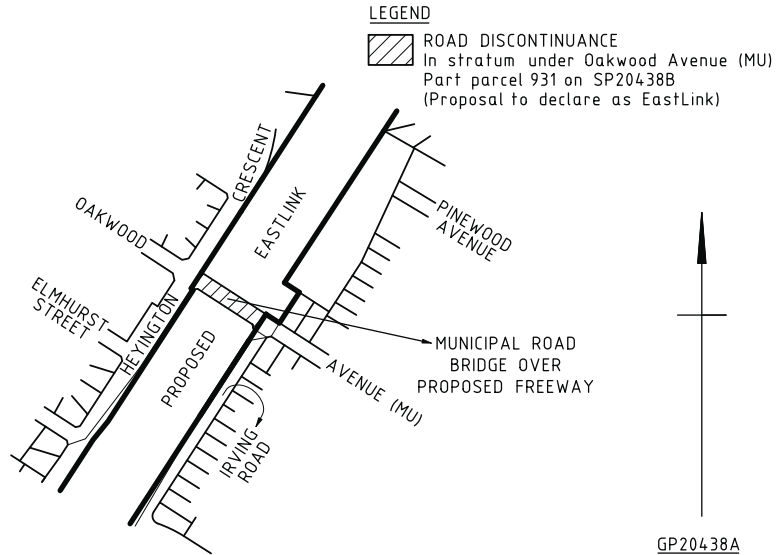 LEGEND
ROAD DISCONTINUANCE
In stratum under Oakwood Avenue (MU)
Part parcel 931 on SP20438B
(Proposal to declare as EastLink)
CRESCENT
EASTLINK
OAKWOOD
PINEWOOD
AVENUE
ELMHURST
STREET
HEYINGTON
PROPOSED
MUNICIPAL ROAD
BRIDGE OVER
PROPOSED FREEWAY
AVENUE (MU)
IRVING
ROAD
GP20438A